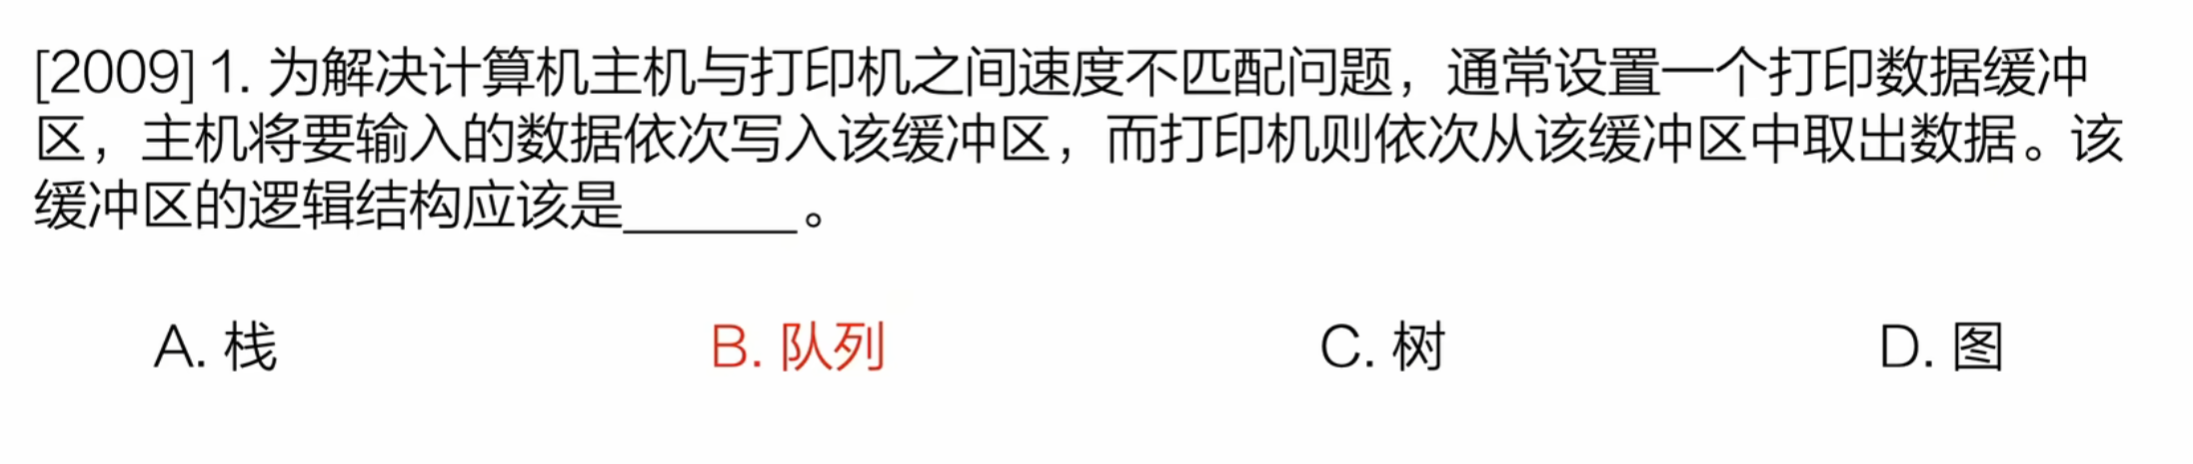 [2009] 1. 为解决计算机主机与打印机之间速度不匹配问题，通常设置一个打印数据缓冲
区，主机将要输入的数据依次写入该缓冲区，而打印机则依次从该缓冲区中取出数据。该
缓冲区的逻辑结构应该是______。
A. 栈 B. 队列 C. 树 D. 图